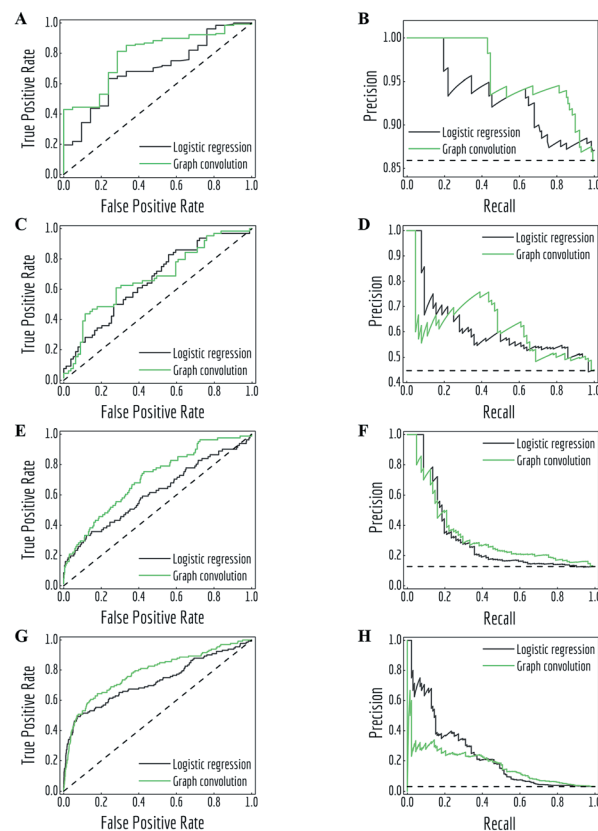 A
True Positive Rate
1.0
0.8
0.6
0.4
0.2
0.0
Logistic regression
Graph convolution
0.0 0.2 0.4 0.6 0.8 1.0
False Positive Rate
B
Precision
1.00
0.95
0.90
0.85
Logistic regression
Graph convolution
0.0 0.2 0.4 0.6 0.8 1.0
Recall
C
True Positive Rate
1.0
0.8
0.6
0.4
0.2
0.0
Logistic regression
Graph convolution
0.0 0.2 0.4 0.6 0.8 1.0
False Positive Rate
D
Precision
1.0
0.9
0.8
0.7
0.6
0.5
0.4
Logistic regression
Graph convolution
0.0 0.2 0.4 0.6 0.8 1.0
Recall
E
True Positive Rate
1.0
0.8
0.6
0.4
0.2
0.0
Logistic regression
Graph convolution
0.0 0.2 0.4 0.6 0.8 1.0
False Positive Rate
F
Precision
1.0
0.8
0.6
0.4
0.2
0.0
Logistic regression
Graph convolution
0.0 0.2 0.4 0.6 0.8 1.0
Recall
G
True Positive Rate
1.0
0.8
0.6
0.4
0.2
0.0
Logistic regression
Graph convolution
0.0 0.2 0.4 0.6 0.8 1.0
False Positive Rate
H
Precision
1.0
0.8
0.6
0.4
0.2
0.0
Logistic regression
Graph convolution
0.0 0.2 0.4 0.6 0.8 1.0
Recall